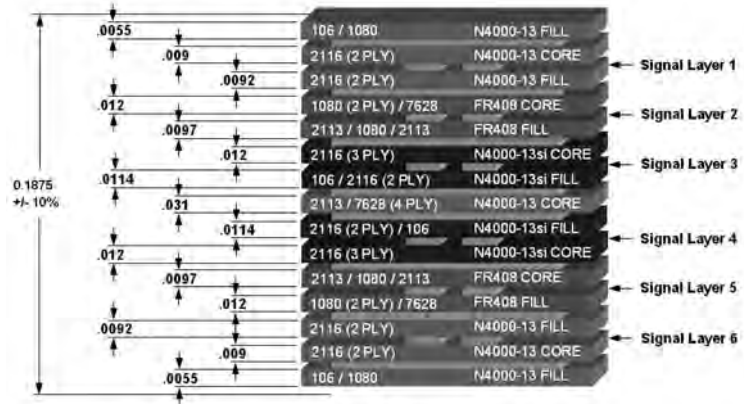 .0055
106 / 1080 N4000-13 FILL
.009
2116 (2 PLY) N4000-13 CORE
Signal Layer 1
.0092
2116 (2 PLY) N4000-13 FILL
.012
1080 (2 PLY) / 7628 FR408 CORE
Signal Layer 2
.0097
2113 / 1080 / 2113 FR408 FILL
.012
2116 (3 PLY) N4000-13si CORE
Signal Layer 3
.0114
106 / 2116 (2 PLY) N4000-13si FILL
0.1875
+/- 10%
.031
2113 / 7628 (4 PLY) N4000-13 CORE
.0114
2116 (2 PLY) / 106 N4000-13si FILL
Signal Layer 4
.012
2116 (3 PLY) N4000-13si CORE
.0097
2113 / 1080 / 2113 FR408 CORE
Signal Layer 5
.012
1080 (2 PLY) / 7628 FR408 FILL
.0092
2116 (2 PLY) N4000-13 FILL
Signal Layer 6
.009
2116 (2 PLY) N4000-13 CORE
.0055
106 / 1080 N4000-13 FILL